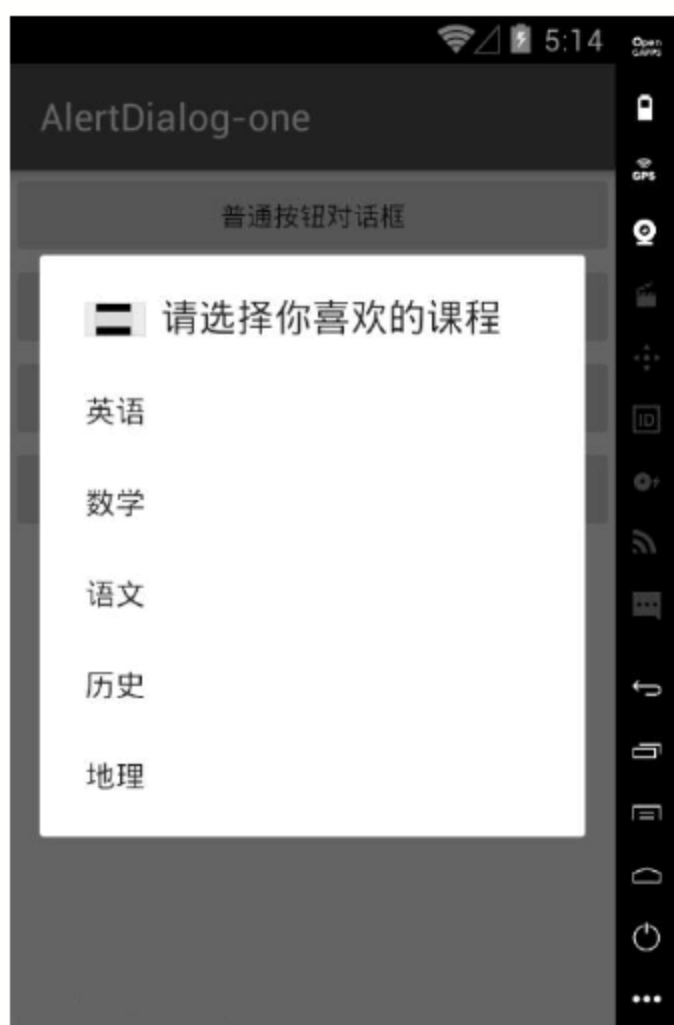 5:14
Open
GAPPS
AlertDialog-one
GPS
普通按钮对话框
请选择你喜欢的课程
英语
ID
数学
语文
历史
地理